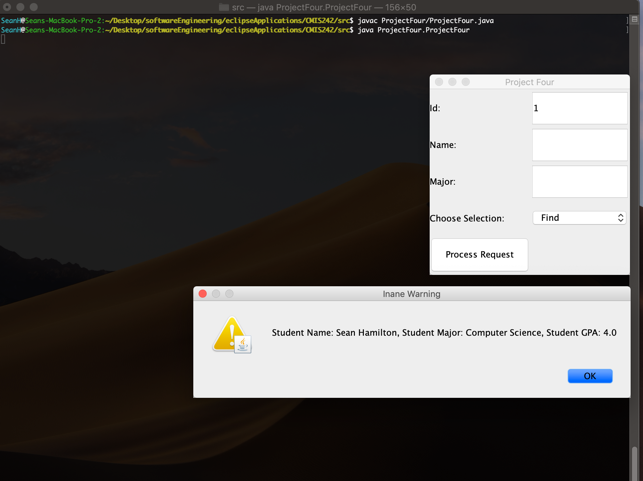 src — java ProjectFour.ProjectFour — 156×50
SeanH@Seans-MacBook-Pro-2:~/Desktop/softwareEngineering/eclipseApplications/CMIS242/src$ javac ProjectFour/ProjectFour.java
SeanH@Seans-MacBook-Pro-2:~/Desktop/softwareEngineering/eclipseApplications/CMIS242/src$ java ProjectFour.ProjectFour
Project Four
Id: 1
Name:
Major:
Choose Selection: Find
Process Request
Inane Warning
Student Name: Sean Hamilton, Student Major: Computer Science, Student GPA: 4.0
OK